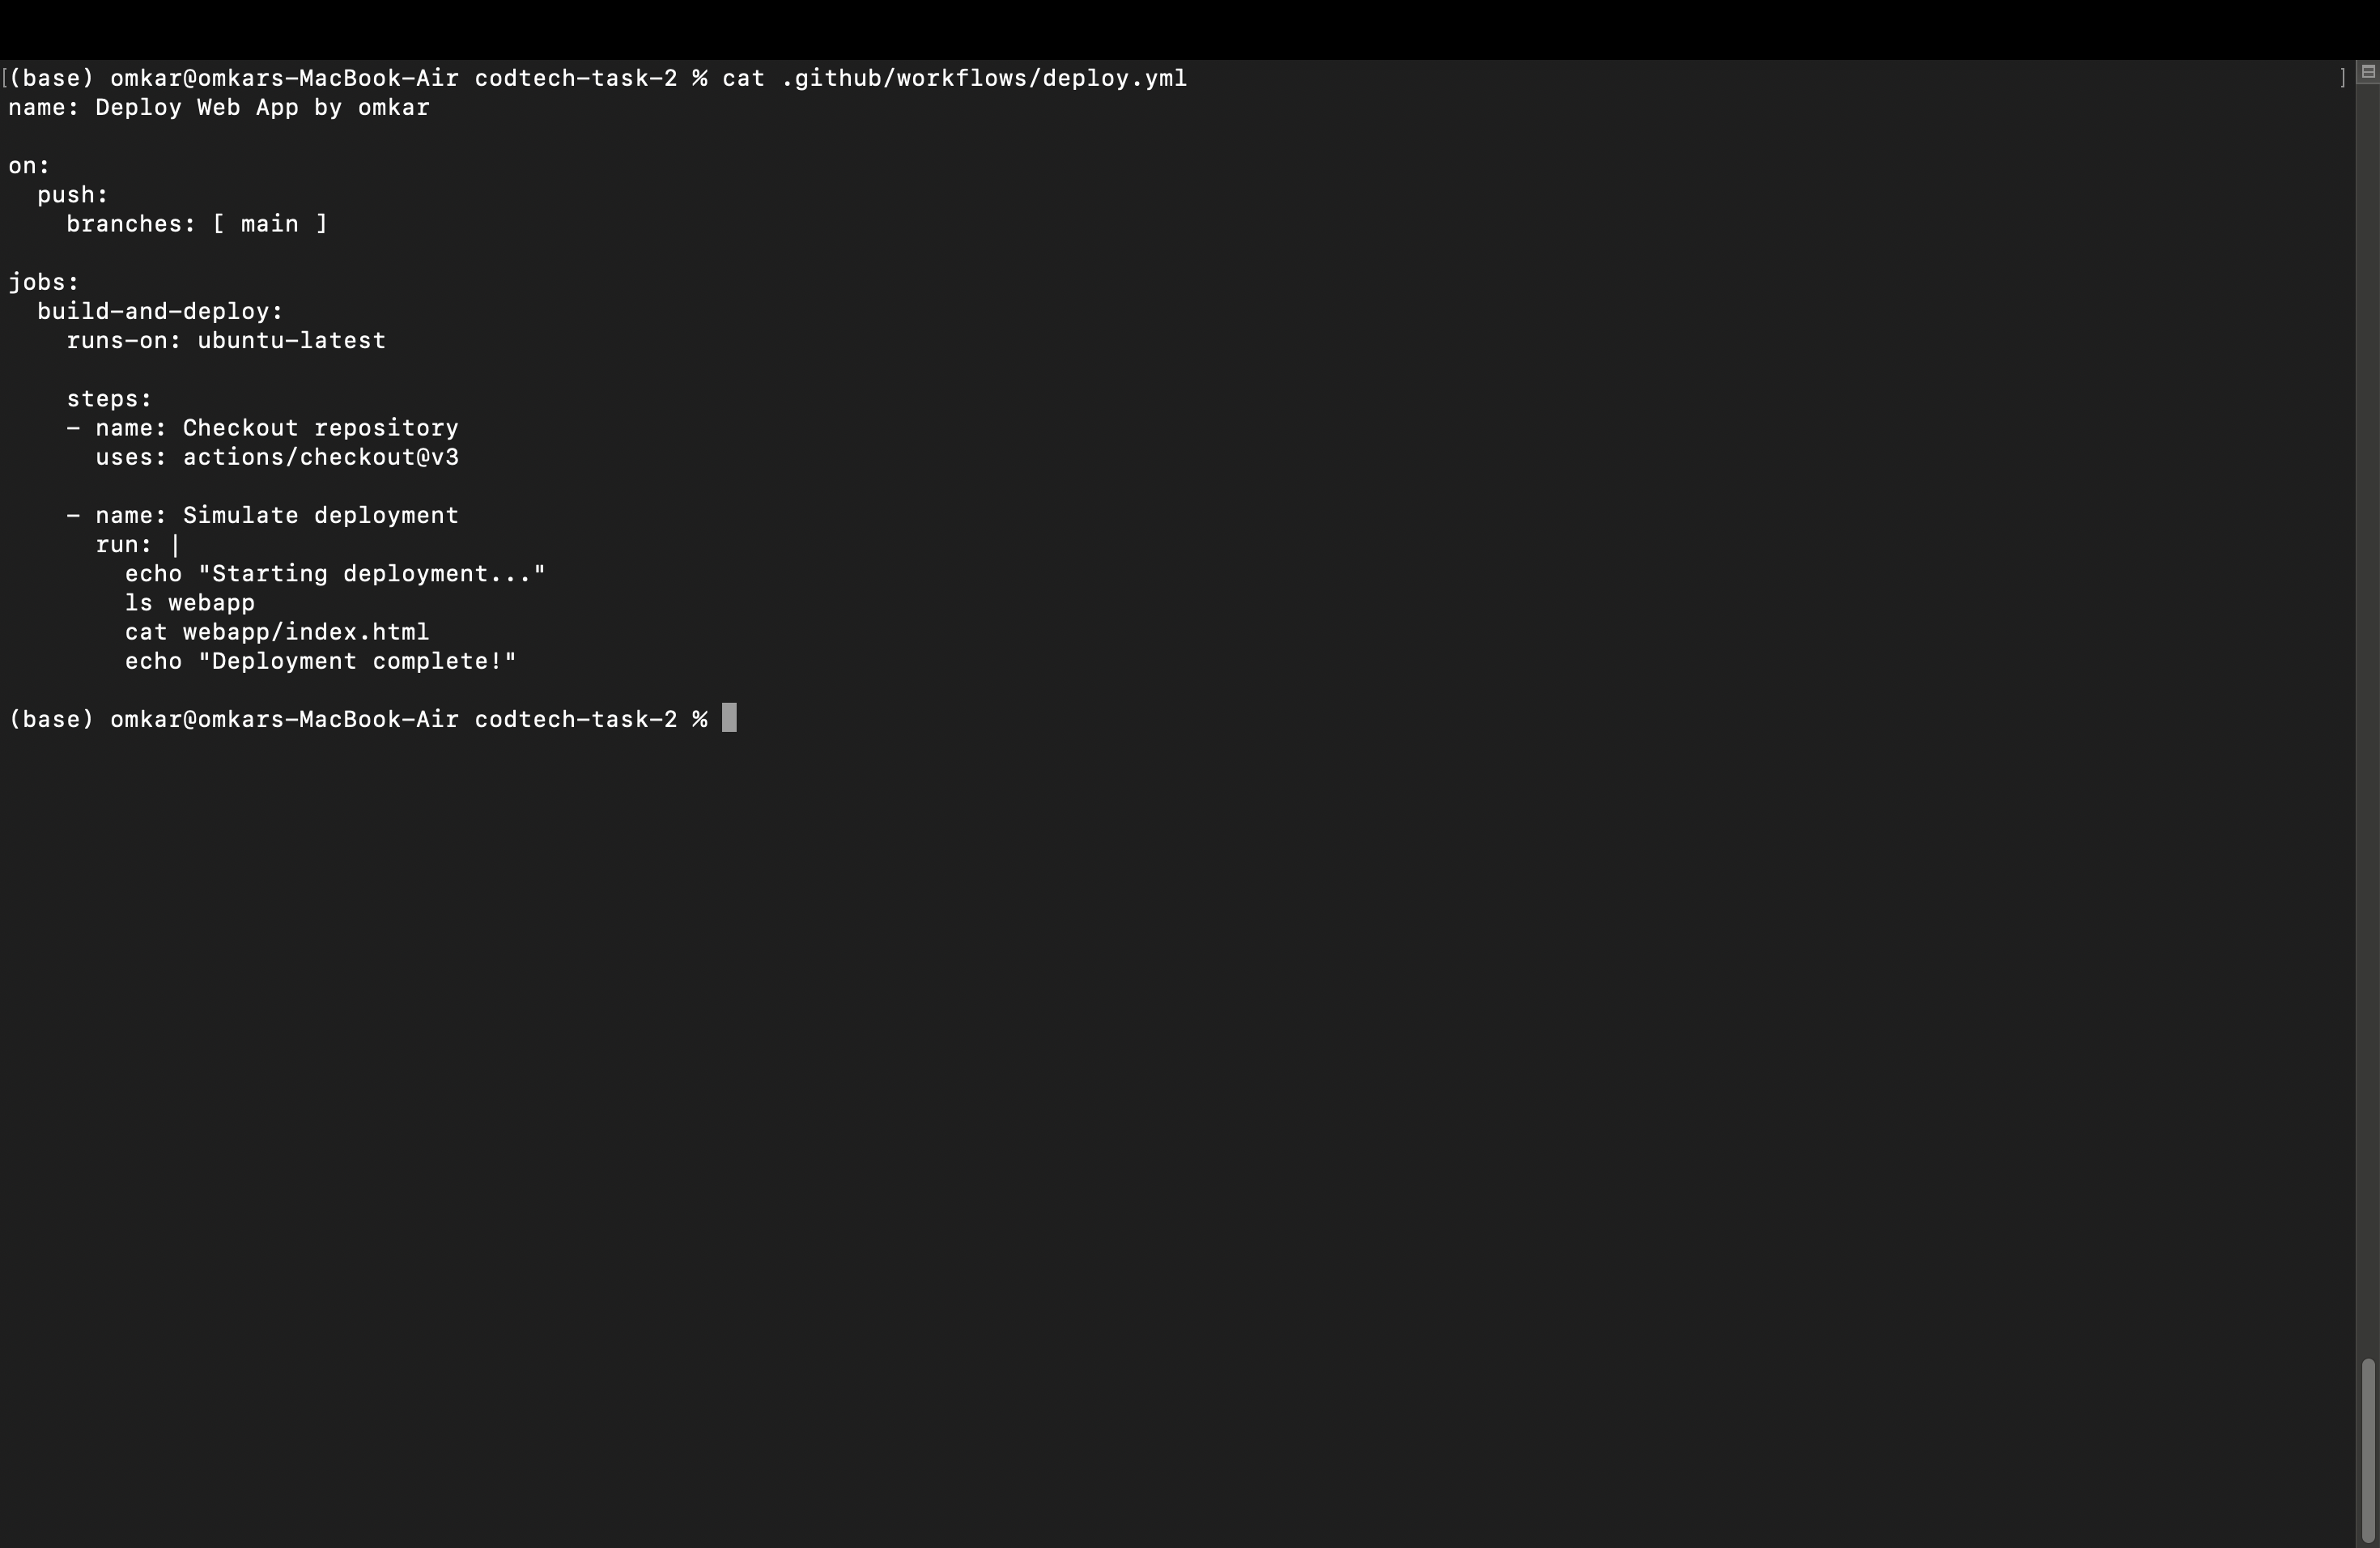 [(base) omkar@omkars-MacBook-Air codtech-task-2 % cat .github/workflows/deploy.yml ]
name: Deploy Web App by omkar

on:
  push:
    branches: [ main ]

jobs:
  build-and-deploy:
    runs-on: ubuntu-latest

    steps:
    - name: Checkout repository
      uses: actions/checkout@v3

    - name: Simulate deployment
      run: |
        echo "Starting deployment..."
        ls webapp
        cat webapp/index.html
        echo "Deployment complete!"

(base) omkar@omkars-MacBook-Air codtech-task-2 %